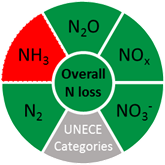 N₂O
NH₃
NOₓ
Overall
N loss
N₂
NO₃⁻
UNECE
Categories